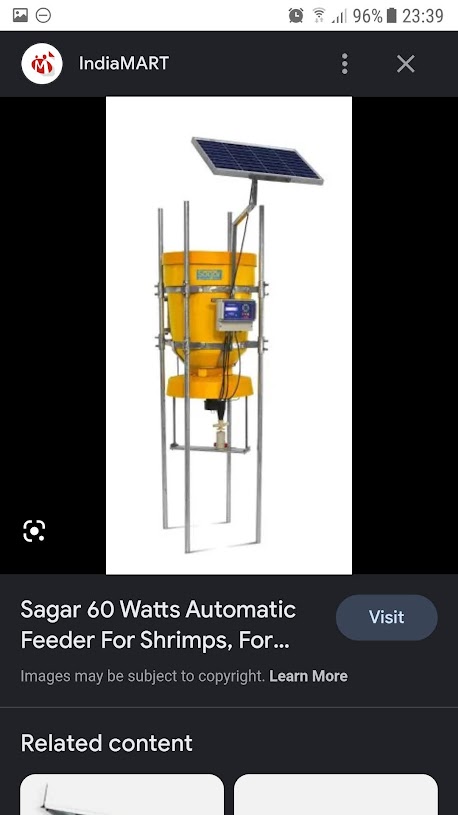 96% 23:39
IndiaMART
Sagar 60 Watts Automatic
Feeder For Shrimps, For...
Visit
Images may be subject to copyright. Learn More
Related content